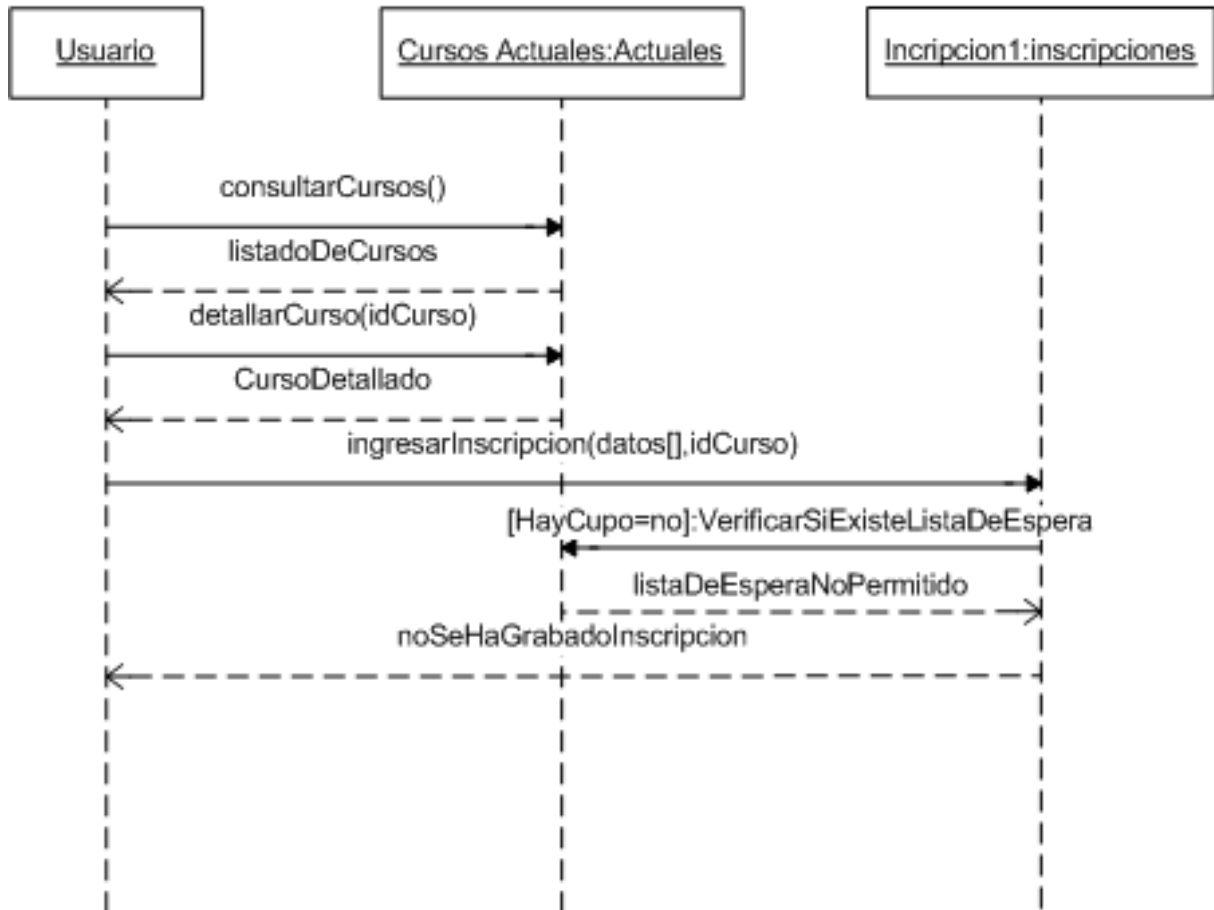 Usuario
Cursos Actuales:Actuales
Incripcion1:inscripciones
consultarCursos()
listadoDeCursos
detallarCurso(idCurso)
CursoDetallado
ingresarInscripcion(datos[],idCurso)
[HayCupo=no]:VerificarSiExisteListaDeEspera
listaDeEsperaNoPermitido
noSeHaGrabadoInscripcion